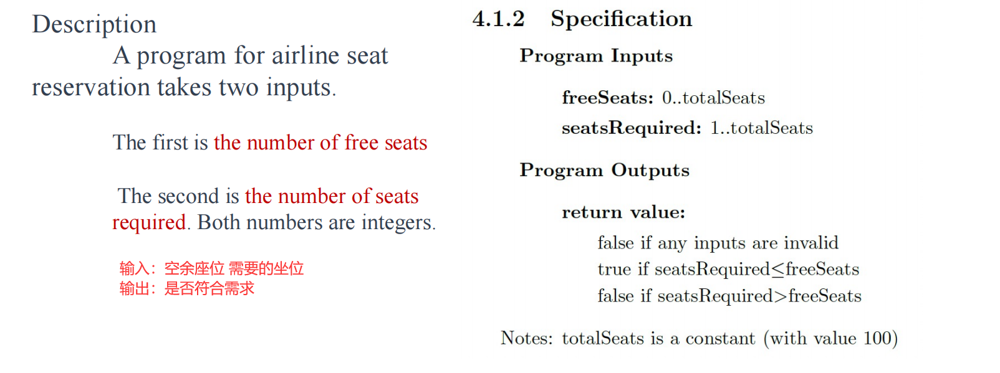 Description
A program for airline seat
reservation takes two inputs.
The first is the number of free seats
The second is the number of seats
required. Both numbers are integers.
输入：空余座位 需要的坐位
输出：是否符合需求
4.1.2 Specification
Program Inputs
freeSeats: 0..totalSeats
seatsRequired: 1..totalSeats
Program Outputs
return value:
false if any inputs are invalid
true if seatsRequired≤freeSeats
false if seatsRequired>freeSeats
Notes: totalSeats is a constant (with value 100)